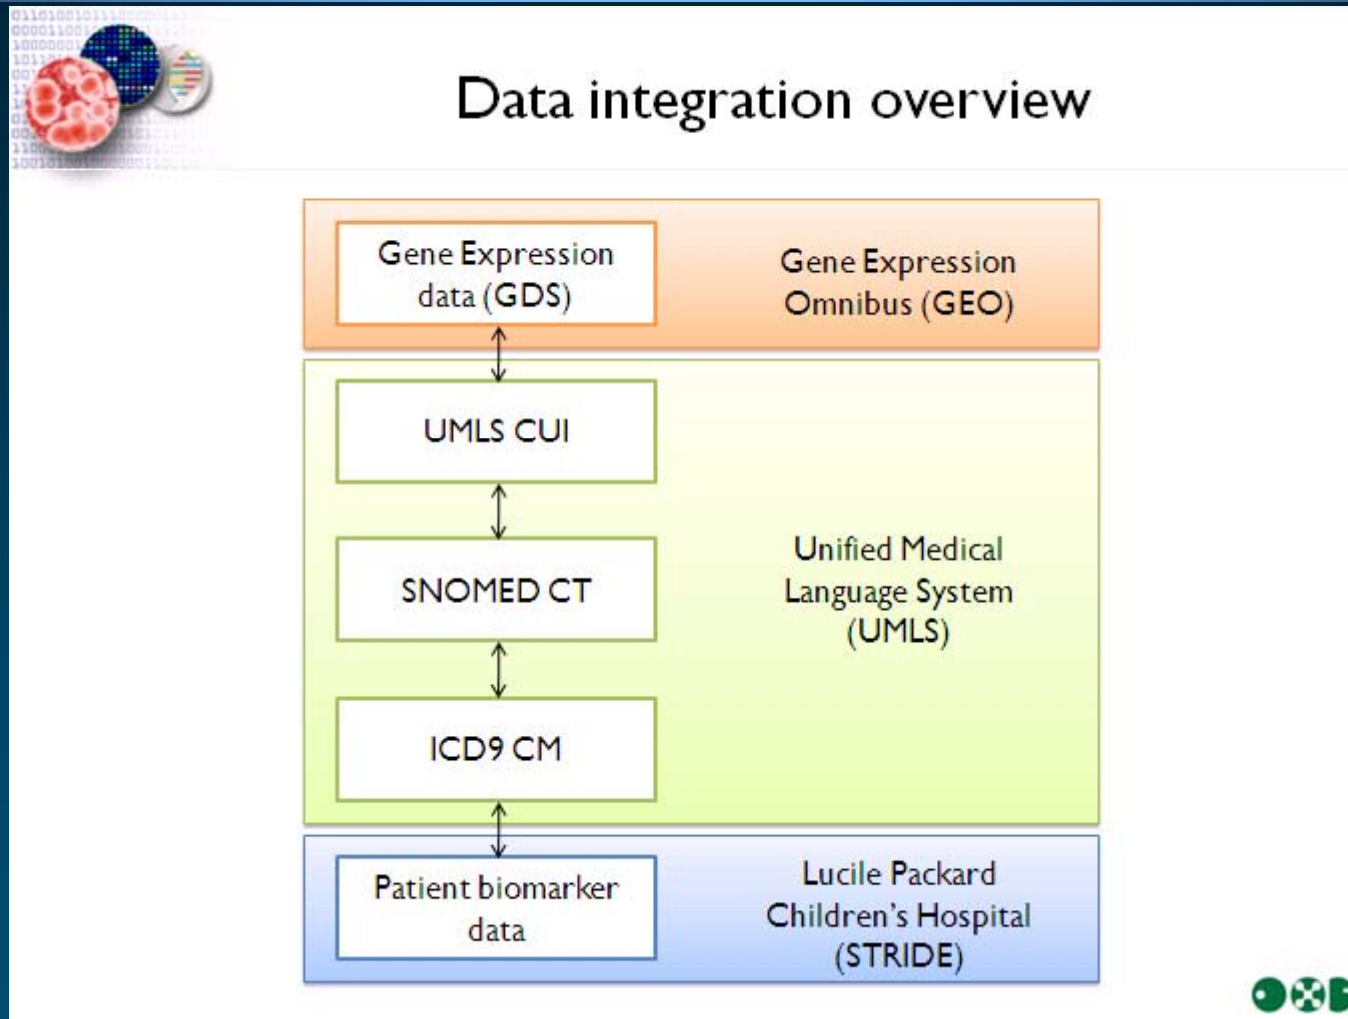 Data integration overview
Gene Expression
data (GDS)
Gene Expression
Omnibus (GEO)
UMLS CUI
SNOMED CT
ICD9 CM
Unified Medical
Language System
(UMLS)
Patient biomarker
data
Lucile Packard
Children's Hospital
(STRIDE)